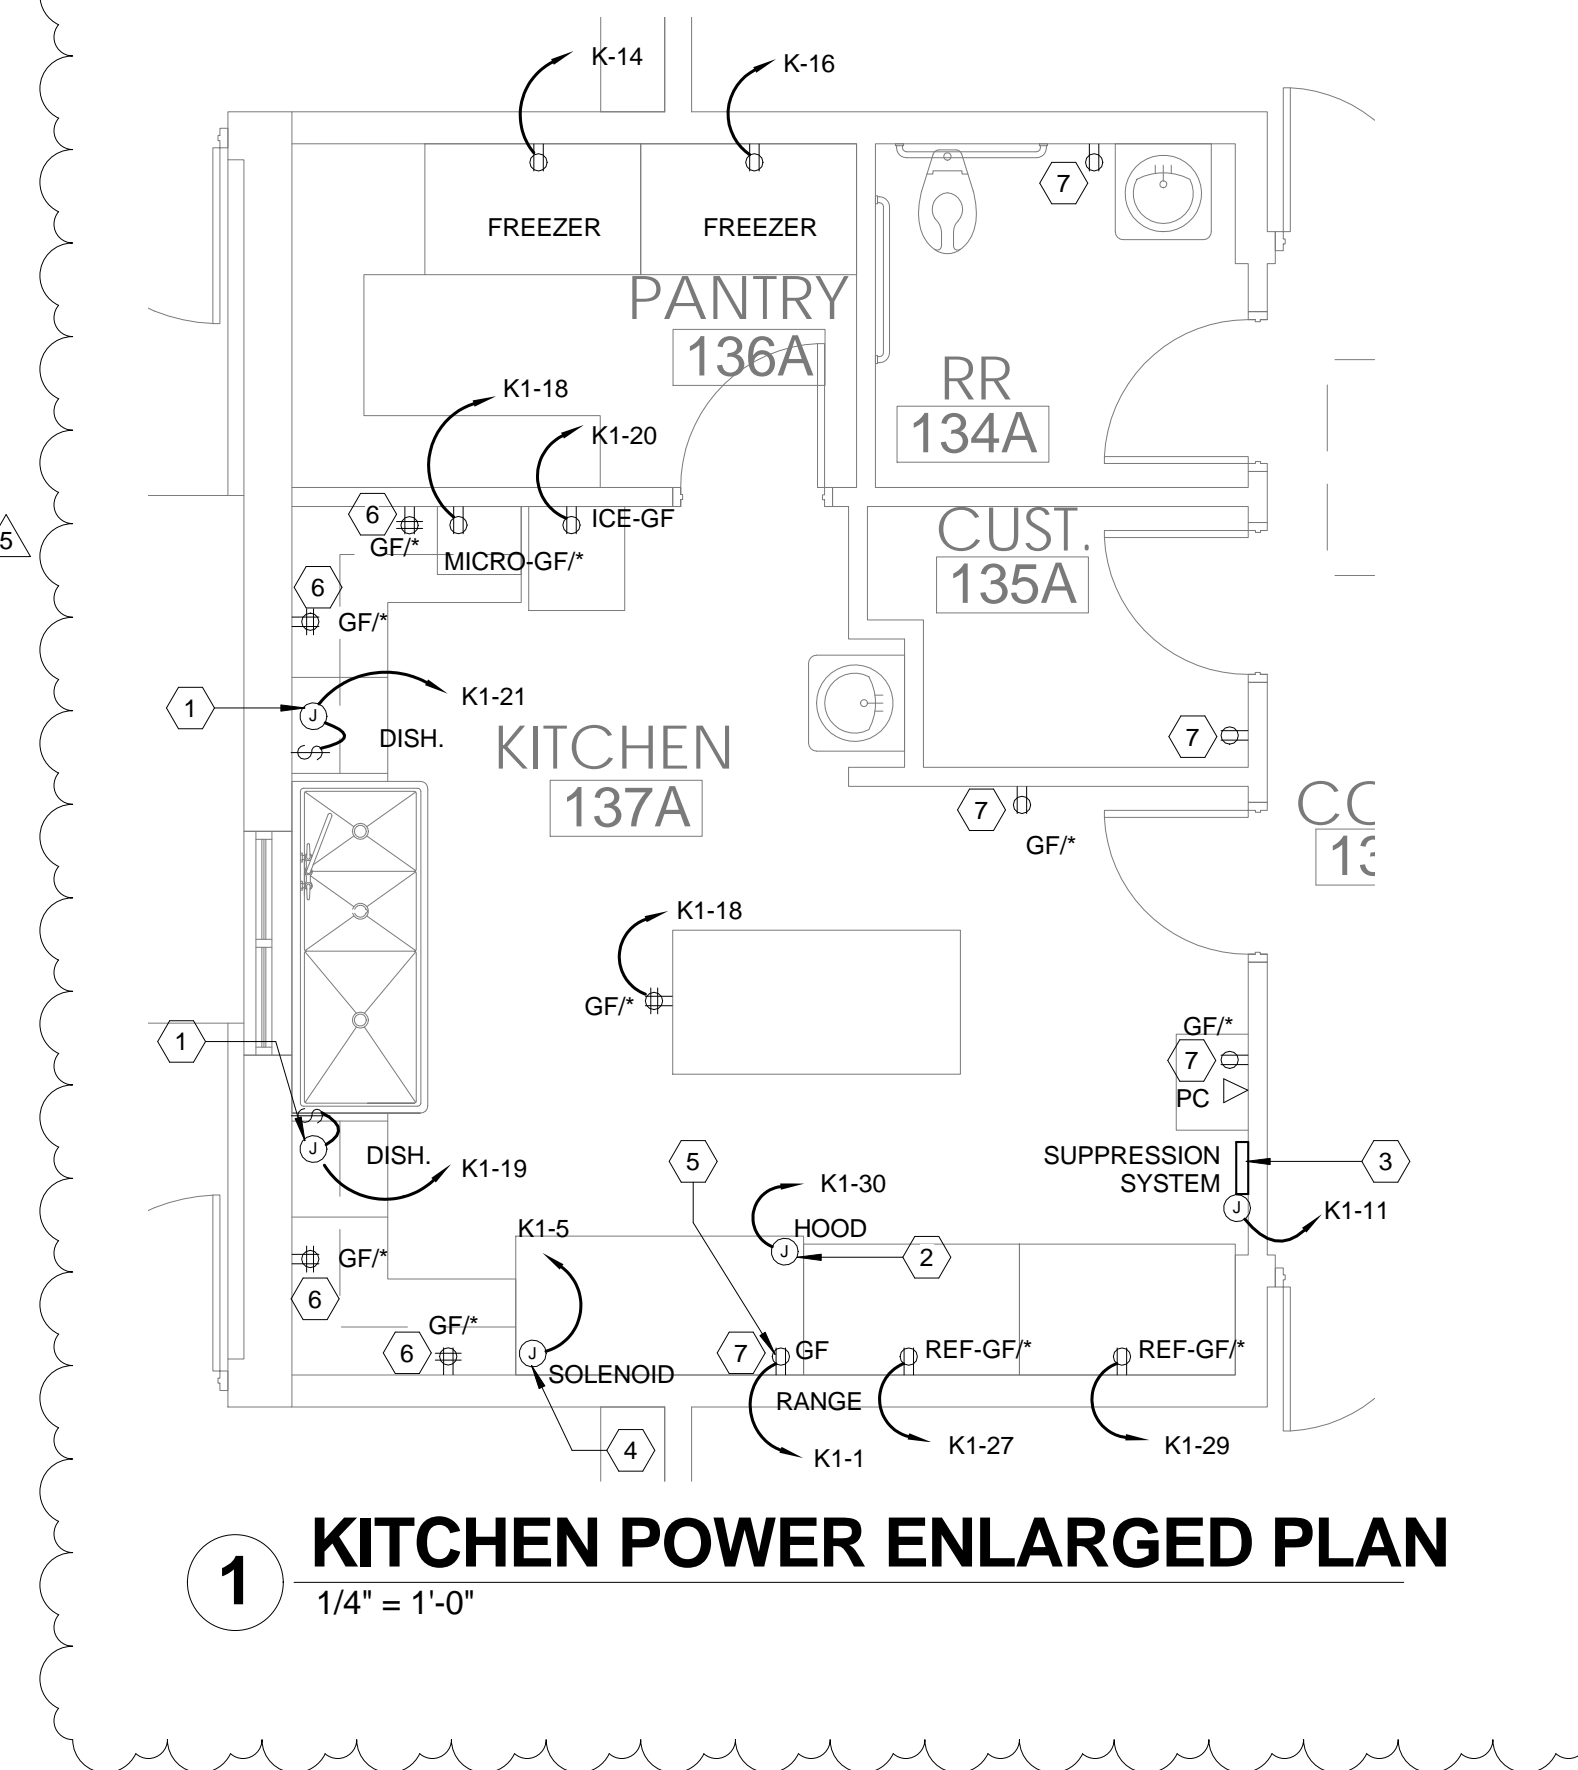 K-14
K-16
7
FREEZER
FREEZER
PANTRY
136A
RR
134A
K1-18
K1-20
6
ICE-GF
GF/*
MICRO-GF/*
5
CUST.
135A
6
GF/*
1
K1-21
J
DISH.
S
KITCHEN
137A
7
7
GF/*
CO
13
K1-18
GF/*
GF/*
7
PC
1
S
J
DISH.
K1-19
5
SUPPRESSION
SYSTEM
3
J
K1-11
K1-30
HOOD
J
2
K1-5
GF/*
6
GF/*
6
J
SOLENOID
4
7
GF
RANGE
K1-1
REF-GF/*
K1-27
REF-GF/*
K1-29
1
KITCHEN POWER ENLARGED PLAN
1/4" = 1'-0"